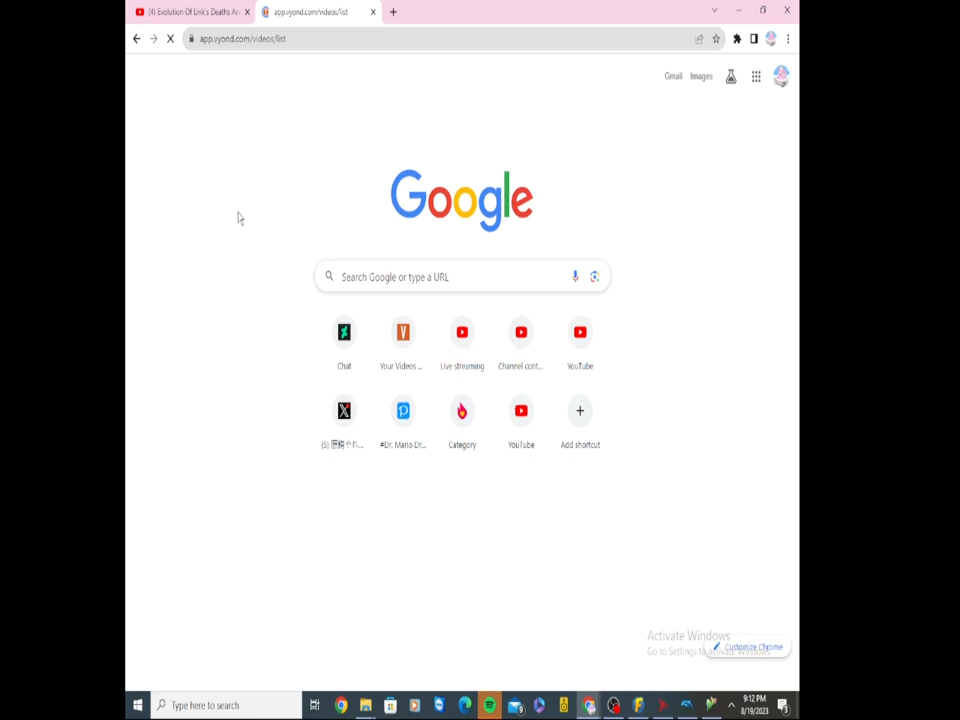 (4) Evolution Of Link's Deaths An
app.vyond.com/videos/list
app.vyond.com/videos/list
Gmail Images
Google
Search Google or type a URL
Chat
Your Videos ...
Live streaming
Channel cont...
YouTube
#Dr. Mario Dr...
Category
YouTube
Add shortcut
Activate Windows
Go to Settings to activate Windows.
Customize Chrome
Type here to search
9
9:12 PM
8/19/2023
3